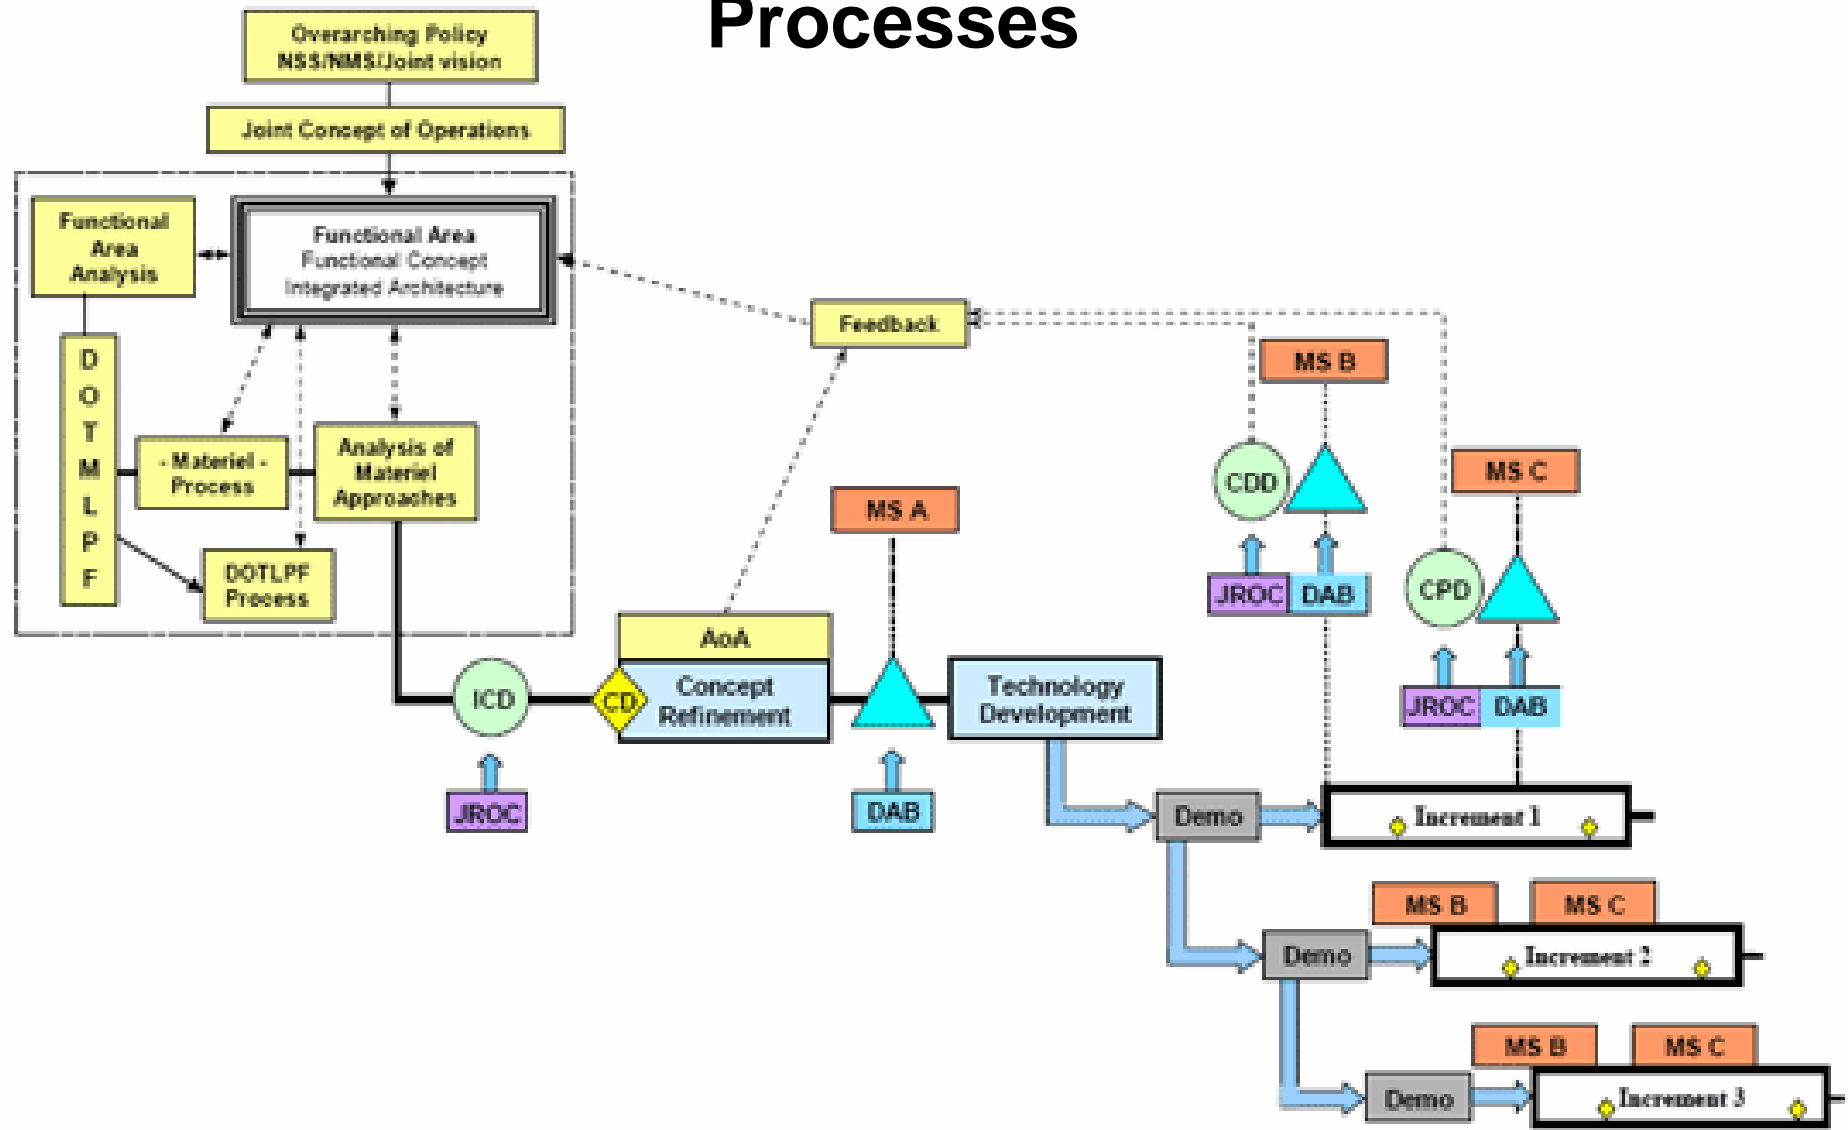 Processes
Overarching Policy
NSS/NMS/Joint vision
Joint Concept of Operations
Functional
Area
Analysis
Functional Area
Functional Concept
Integrated Architecture
Feedback
D
O
T
M
L
P
F
- Materiel -
Process
Analysis of
Materiel
Approaches
DOTLPF
Process
MS B
CDD
JROC
DAB
MS C
CPD
JROC
DAB
MS A
AoA
ICD
CD
Concept
Refinement
Technology
Development
JROC
DAB
Demo
Increment 1
MS B
MS C
Demo
Increment 2
MS B
MS C
Demo
Increment 3